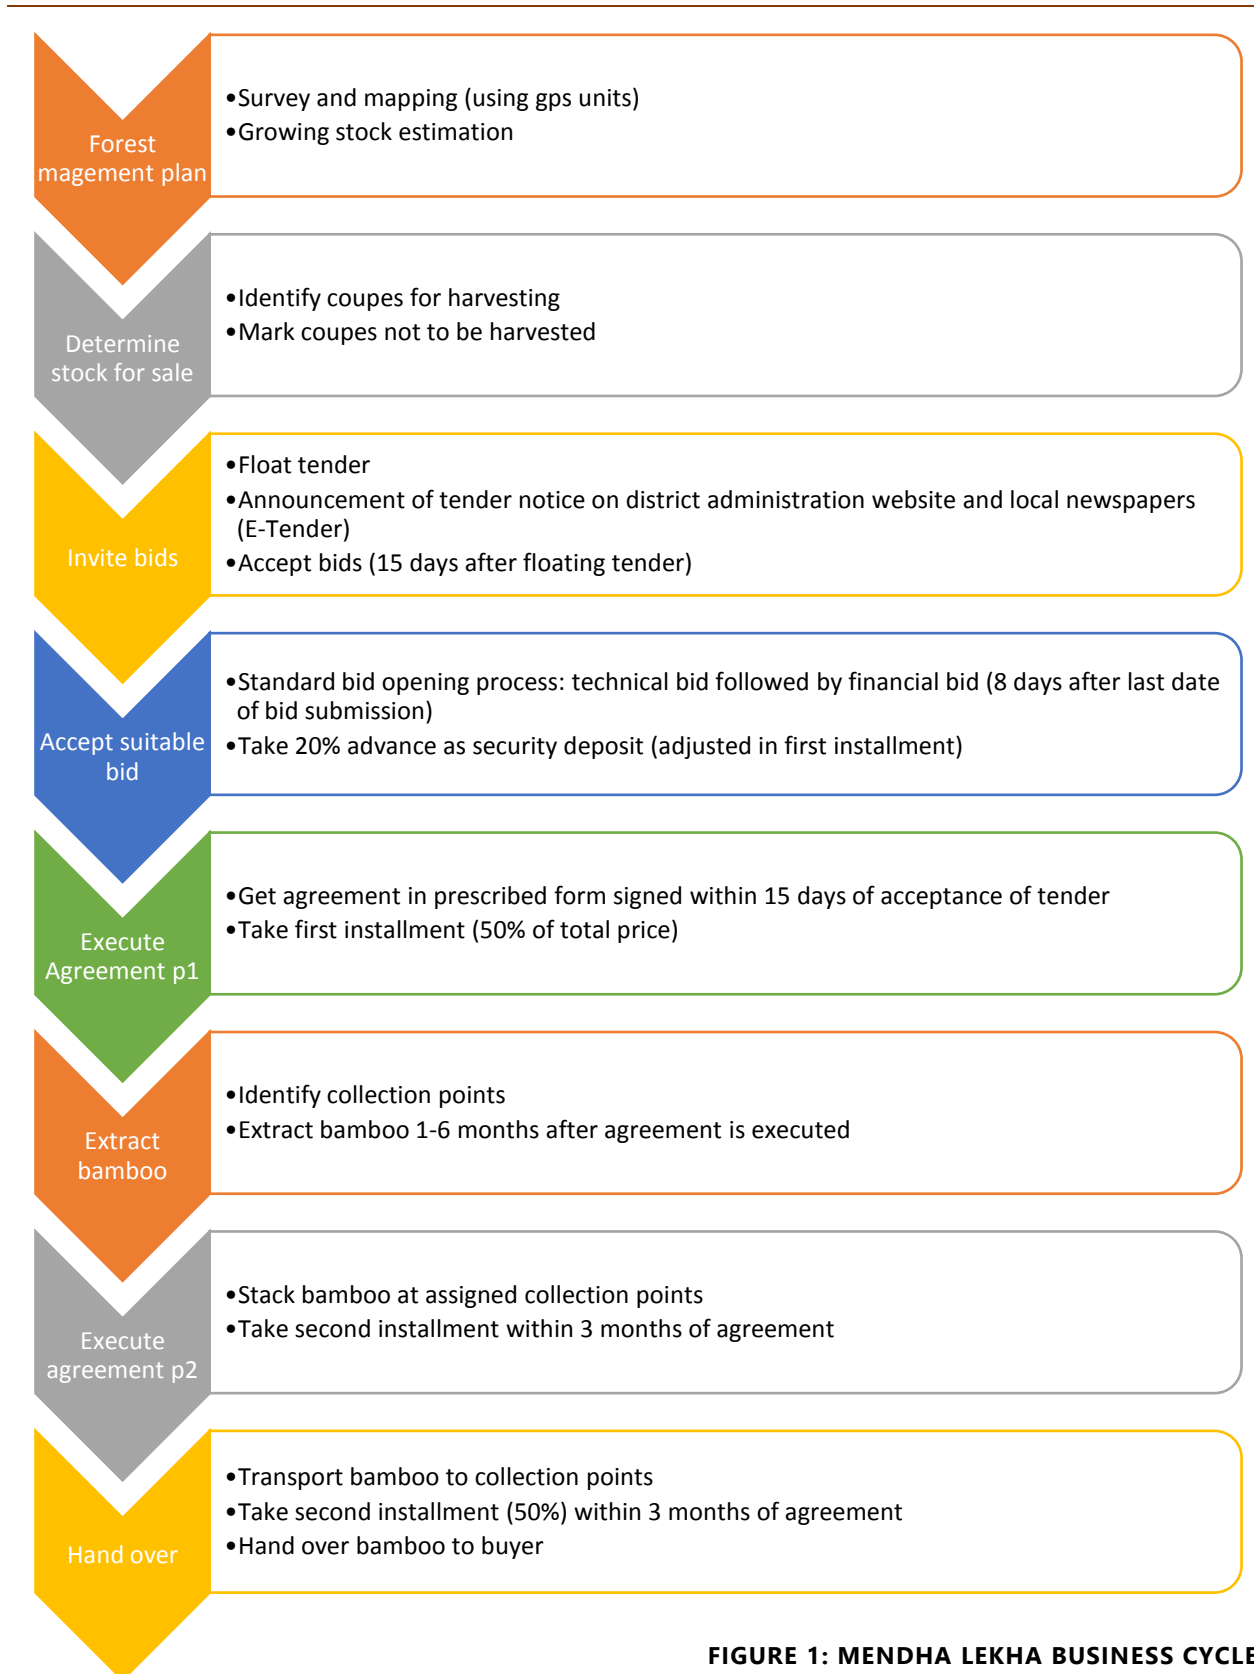 Forest
magement plan
•Survey and mapping (using gps units)
•Growing stock estimation
Determine
stock for sale
•Identify coupes for harvesting
•Mark coupes not to be harvested
Invite bids
•Float tender
•Announcement of tender notice on district administration website and local newspapers
(E-Tender)
•Accept bids (15 days after floating tender)
Accept suitable
bid
•Standard bid opening process: technical bid followed by financial bid (8 days after last date
of bid submission)
•Take 20% advance as security deposit (adjusted in first installment)
Execute
Agreement p1
•Get agreement in prescribed form signed within 15 days of acceptance of tender
•Take first installment (50% of total price)
Extract
bamboo
•Identify collection points
•Extract bamboo 1-6 months after agreement is executed
Execute
agreement p2
•Stack bamboo at assigned collection points
•Take second installment within 3 months of agreement
Hand over
•Transport bamboo to collection points
•Take second installment (50%) within 3 months of agreement
•Hand over bamboo to buyer
FIGURE 1: MENDHA LEKHA BUSINESS CYCLE